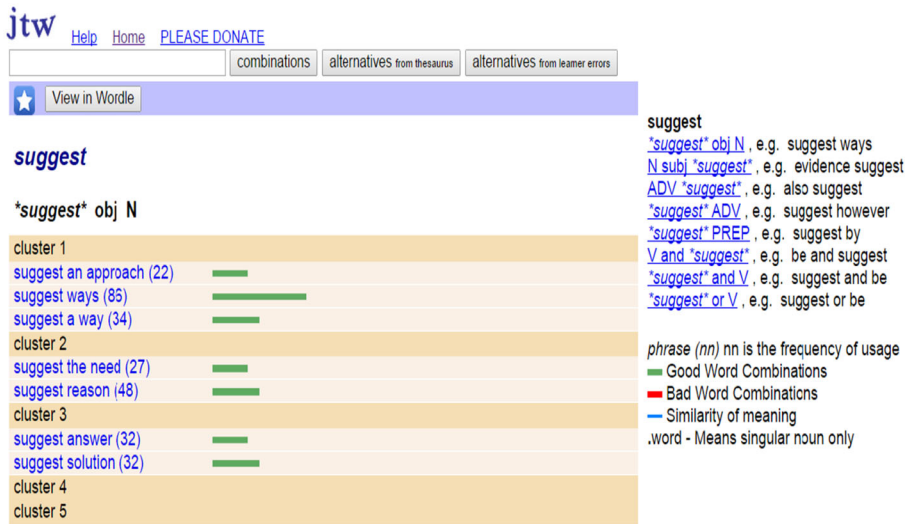 jtw Help Home PLEASE DONATE
combinations alternatives from thesaurus alternatives from learner errors
View in Wordle
suggest
*suggest* obj N
cluster 1
suggest an approach (22)
suggest ways (86)
suggest a way (34)
cluster 2
suggest the need (27)
suggest reason (48)
cluster 3
suggest answer (32)
suggest solution (32)
cluster 4
cluster 5
suggest
*suggest* obj N , e.g. suggest ways
N subj *suggest* , e.g. evidence suggest
ADV *suggest* , e.g. also suggest
*suggest* ADV , e.g. suggest however
*suggest* PREP , e.g. suggest by
V and *suggest* , e.g. be and suggest
*suggest* and V , e.g. suggest and be
*suggest* or V , e.g. suggest or be
phrase (nn) nn is the frequency of usage
Good Word Combinations
Bad Word Combinations
Similarity of meaning
.word - Means singular noun only